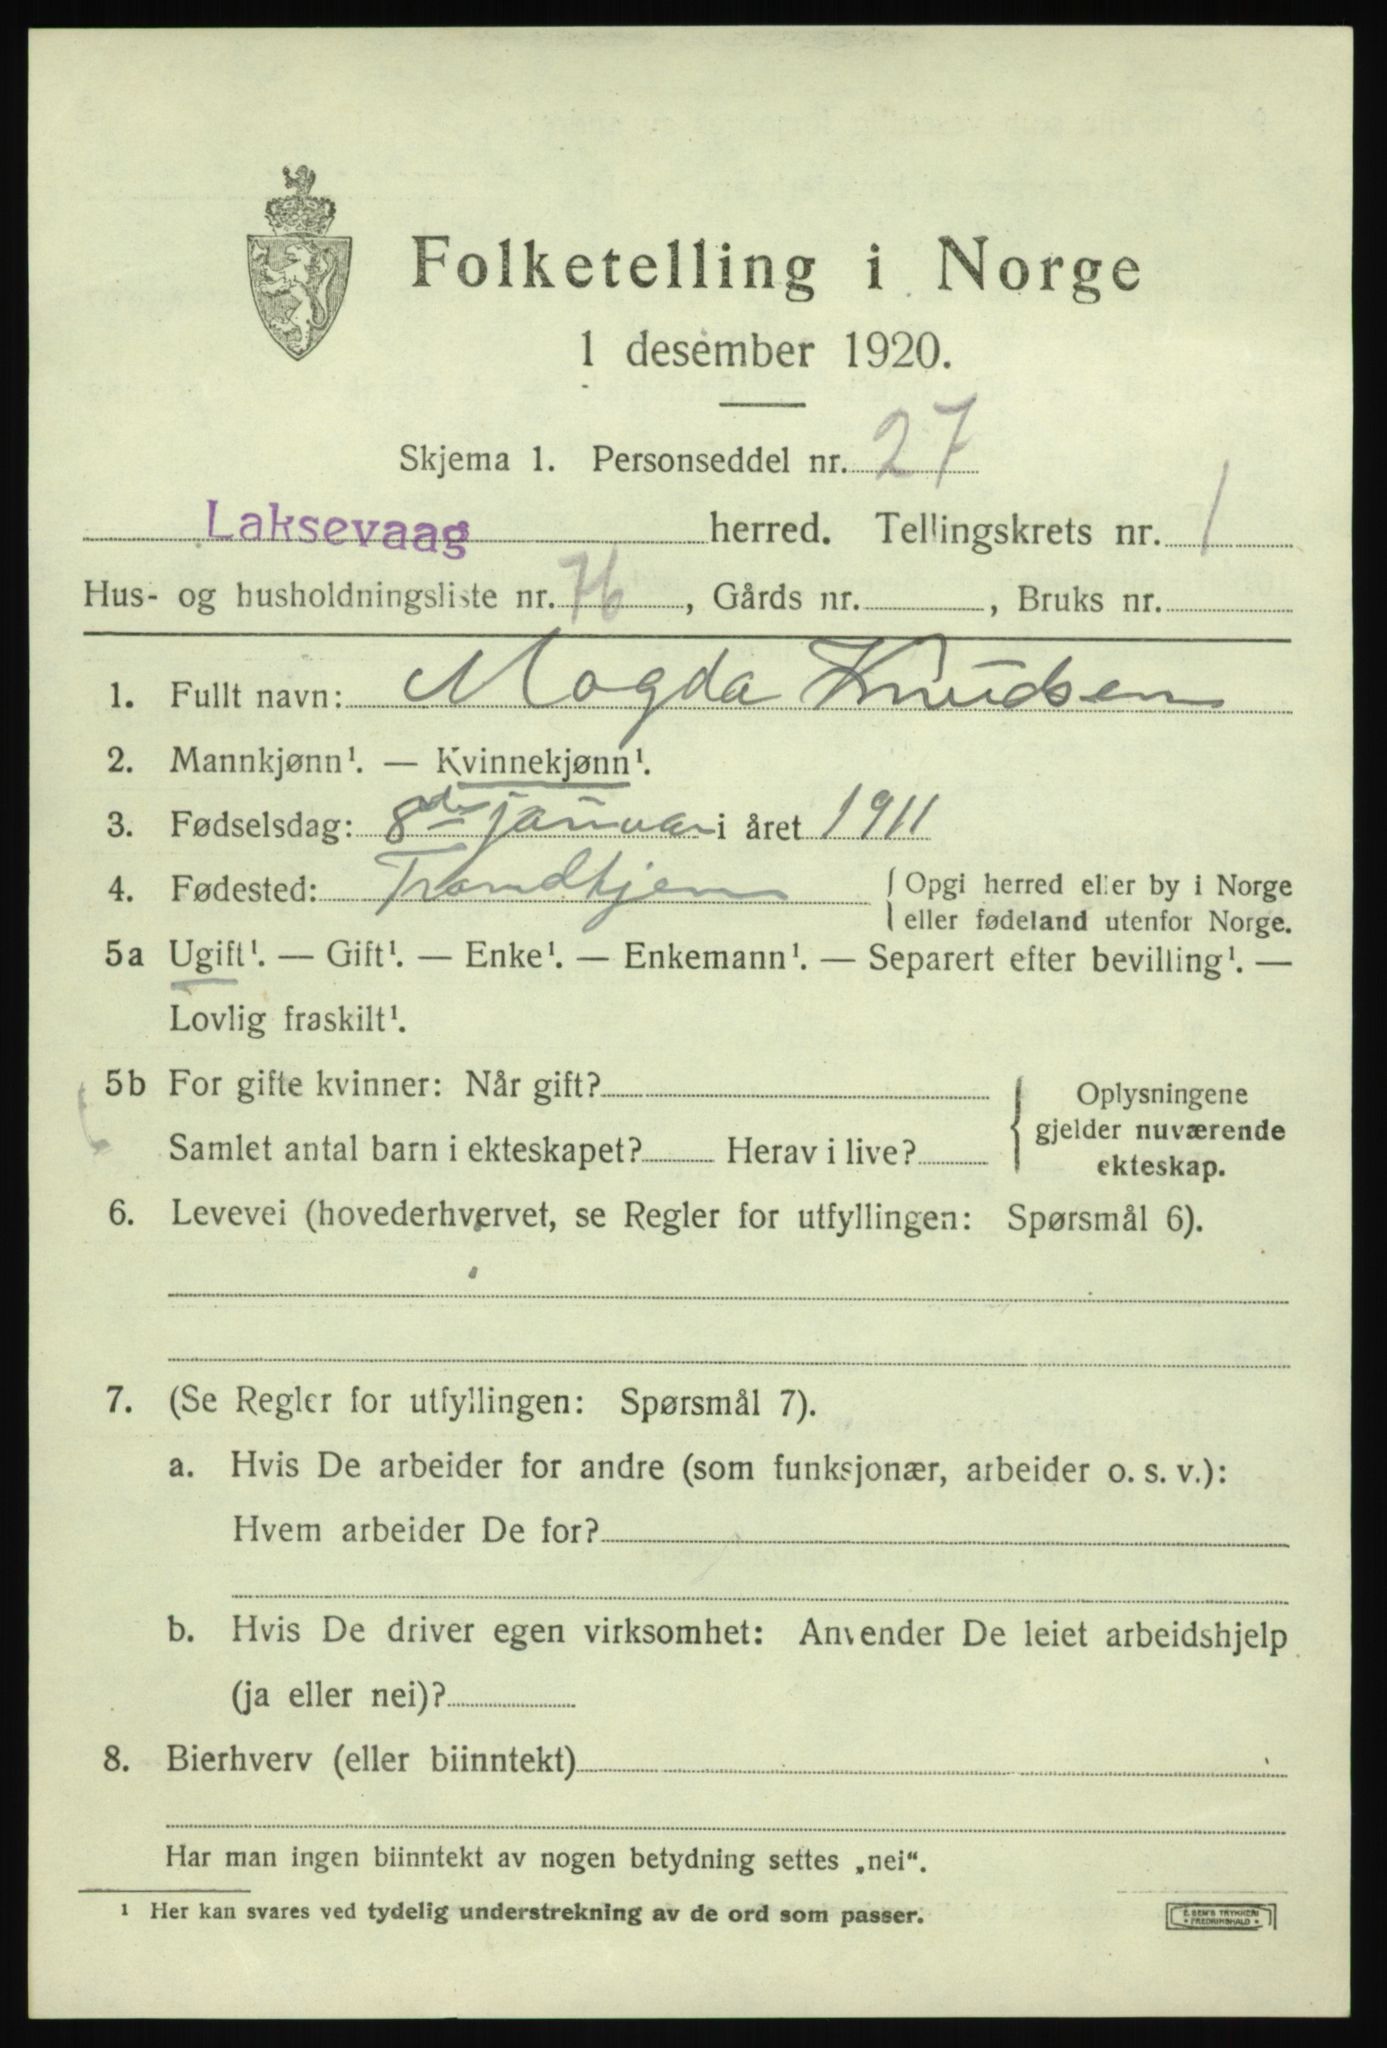 Folketelling i Norge
1 desember 1920.
Skjema 1. Personseddel nr. 27
Laksevaag herred. Tellingskrets nr. 1
Hus- og husholdningsliste nr. 76, Gårds nr. , Bruks nr.
1. Fullt navn: Magda Knudsen
2. Mannkjønn¹. — Kvinnekjønn¹.
3. Fødselsdag: 8de januar i året 1911
4. Fødested: Trondhjem { Opgi herred eller by i Norge
eller fødeland utenfor Norge.
5a Ugift¹. — Gift¹. — Enke¹. — Enkemann¹. — Separert efter bevilling¹. —
Lovlig fraskilt¹.
5b For gifte kvinner: Når gift?
Samlet antal barn i ekteskapet? Herav i live?
{ Oplysningene
gjelder nuværende
ekteskap.
6. Levevei (hovederhvervet, se Regler for utfyllingen: Spørsmål 6).
7. (Se Regler for utfyllingen: Spørsmål 7).
a. Hvis De arbeider for andre (som funksjonær, arbeider o. s. v.):
Hvem arbeider De for?
b. Hvis De driver egen virksomhet: Anvender De leiet arbeidshjelp
(ja eller nei)?
8. Bierhverv (eller biinntekt)
Har man ingen biinntekt av nogen betydning settes „nei“.
¹ Her kan svares ved tydelig understrekning av de ord som passer.
E. SEM'S TRYKKERI
FREDRIKSHALD